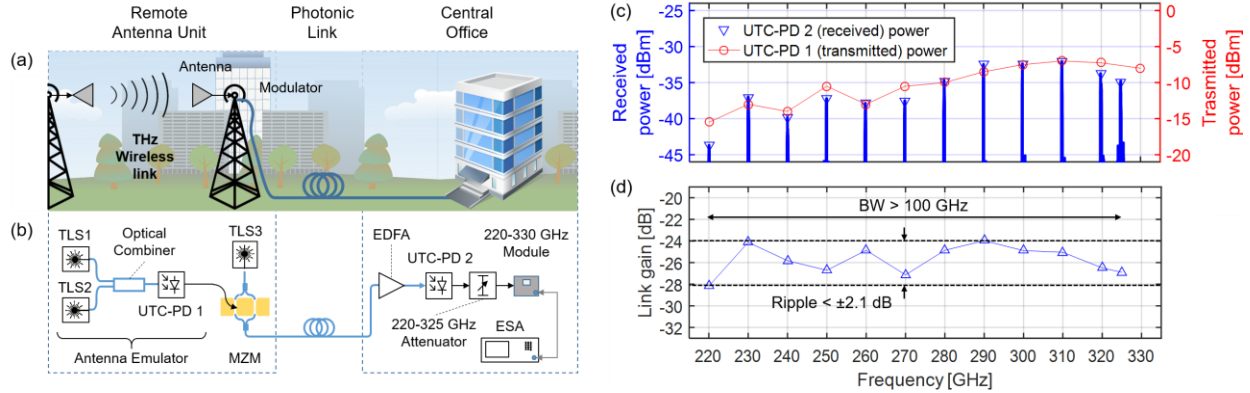 Remote
Antenna Unit
Photonic
Link
Central
Office
(a)
Antenna
Modulator
THz
Wireless
link
(b)
TLS1
Optical
Combiner
TLS2
UTC-PD 1
Antenna Emulator
TLS3
MZM
EDFA
UTC-PD 2
220-330 GHz
Module
220-325 GHz
Attenuator
ESA
(c)
UTC-PD 2 (received) power
UTC-PD 1 (transmitted) power
Received
power [dBm]
-25
-30
-35
-40
-45
0
-5
-10
-15
-20
Trasmitted
power [dBm]
(d)
Link gain [dB]
-20
-22
-24
-26
-28
-30
-32
BW > 100 GHz
Ripple < ±2.1 dB
220 230 240 250 260 270 280 290 300 310 320 330
Frequency [GHz]